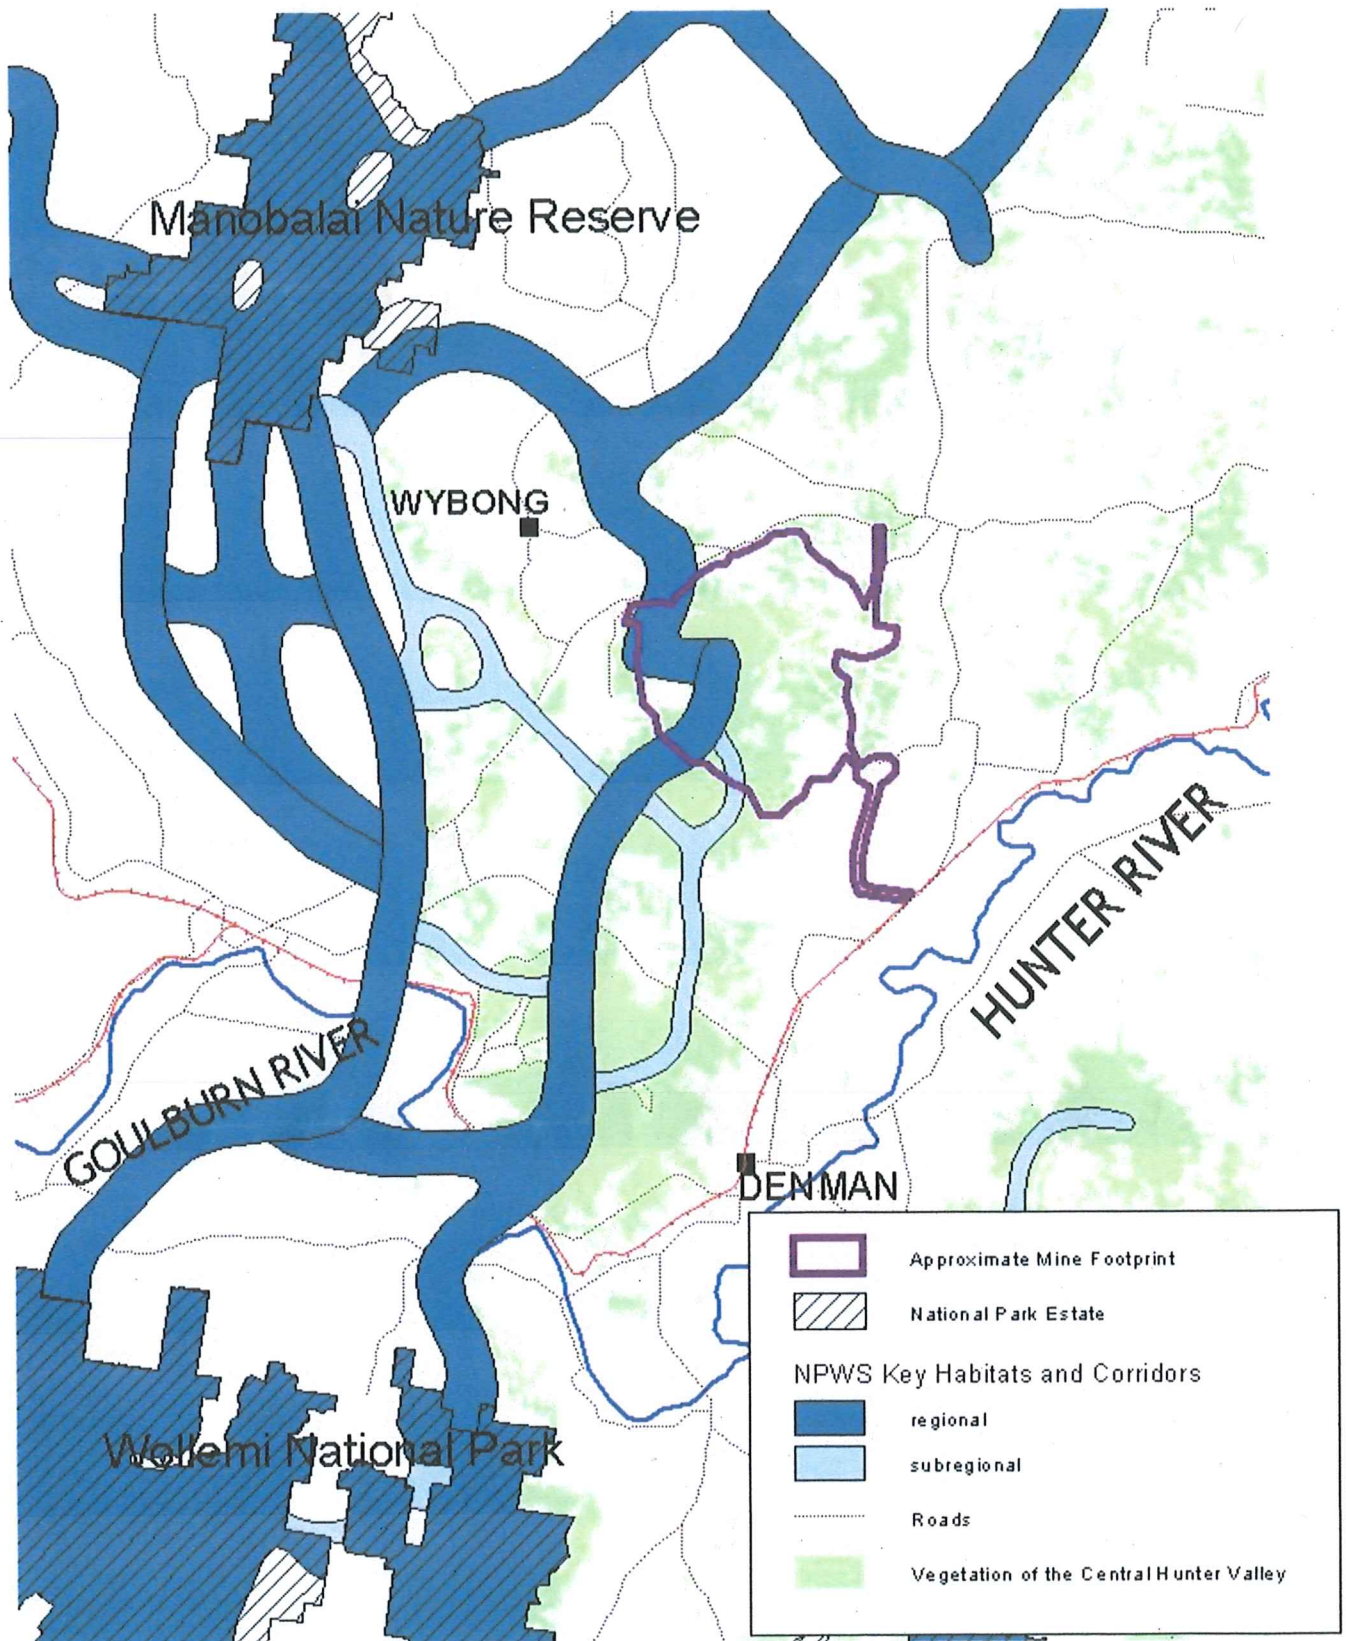 Manobalai Nature Reserve
WYBONG
HUNTER RIVER
GOULBURN RIVER
DENMAN
Wollemi National Park
Approximate Mine Footprint
National Park Estate
NPWS Key Habitats and Corridors
regional
subregional
Roads
Vegetation of the Central Hunter Valley